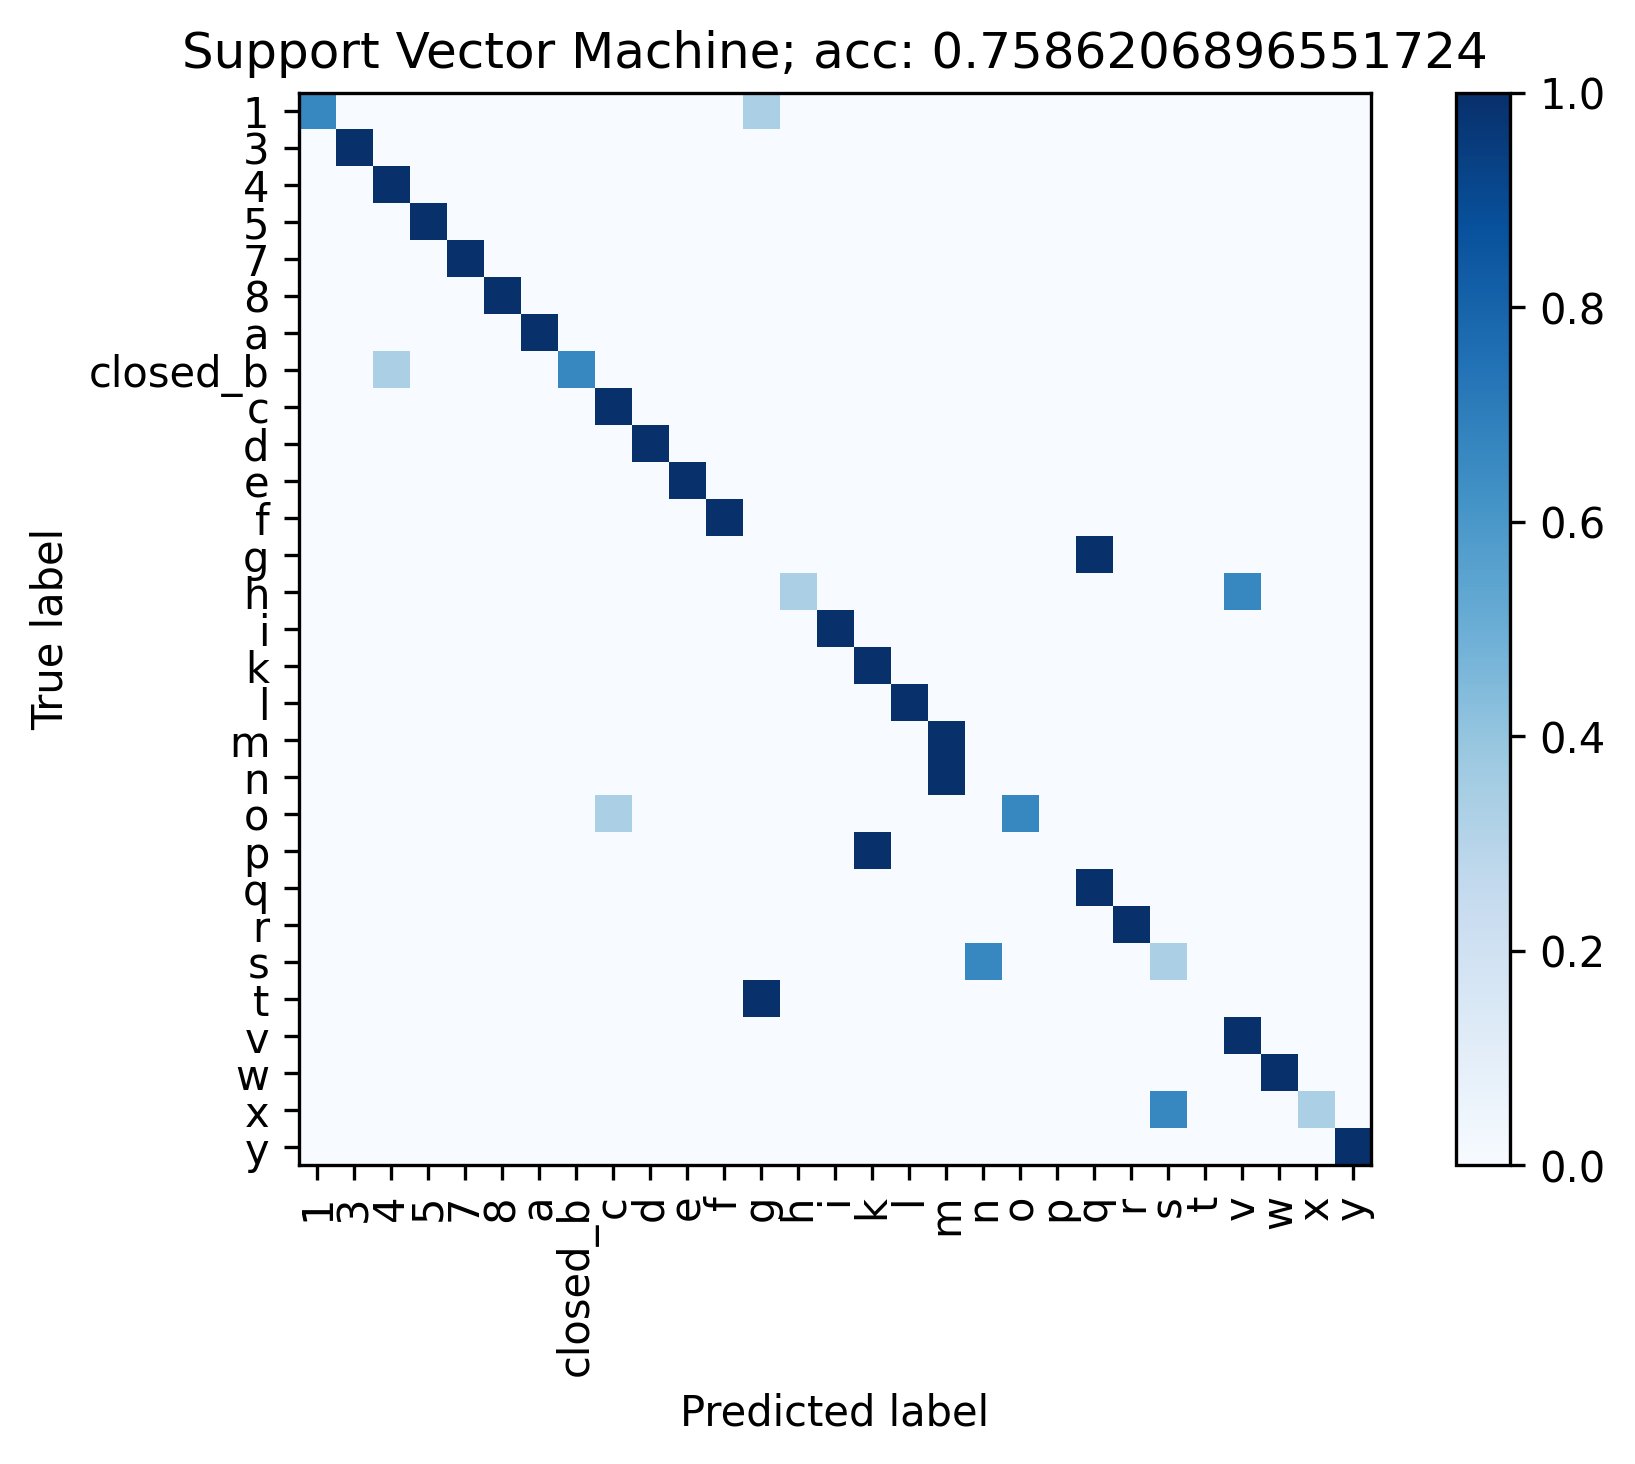 Support Vector Machine; acc: 0.7586206896551724
1
3
4
5
7
8
a
closed_b
c
d
e
f
g
h
i
k
l
m
n
o
p
q
r
s
t
v
w
x
y
True label
1 3 4 5 7 8 a closed_b c d e f g h i k l m n o p q r s t v w x y
Predicted label
1.0
0.8
0.6
0.4
0.2
0.0